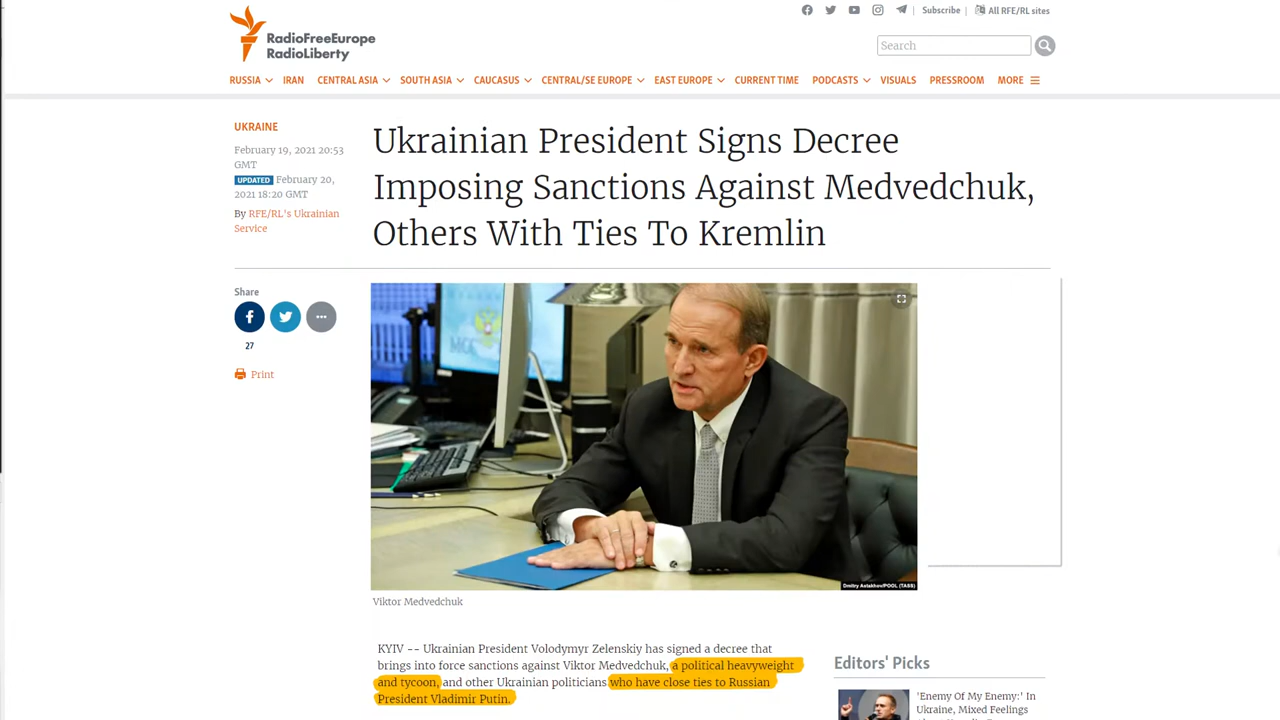 Subscribe
All RFE/RL sites
RadioFreeEurope
RadioLiberty
Search
RUSSIA IRAN CENTRAL ASIA SOUTH ASIA CAUCASUS CENTRAL/SE EUROPE EAST EUROPE CURRENT TIME PODCASTS VISUALS PRESSROOM MORE
UKRAINE
February 19, 2021 20:53
GMT
UPDATED February 20,
2021 18:20 GMT
By RFE/RL's Ukrainian
Service
Ukrainian President Signs Decree
Imposing Sanctions Against Medvedchuk,
Others With Ties To Kremlin
Share
27
Print
Dmitry Astakhov/POOL (TASS)
Viktor Medvedchuk
KYIV -- Ukrainian President Volodymyr Zelenskiy has signed a decree that
brings into force sanctions against Viktor Medvedchuk, a political heavyweight
and tycoon, and other Ukrainian politicians who have close ties to Russian
President Vladimir Putin.
Editors' Picks
'Enemy Of My Enemy:' In
Ukraine, Mixed Feelings